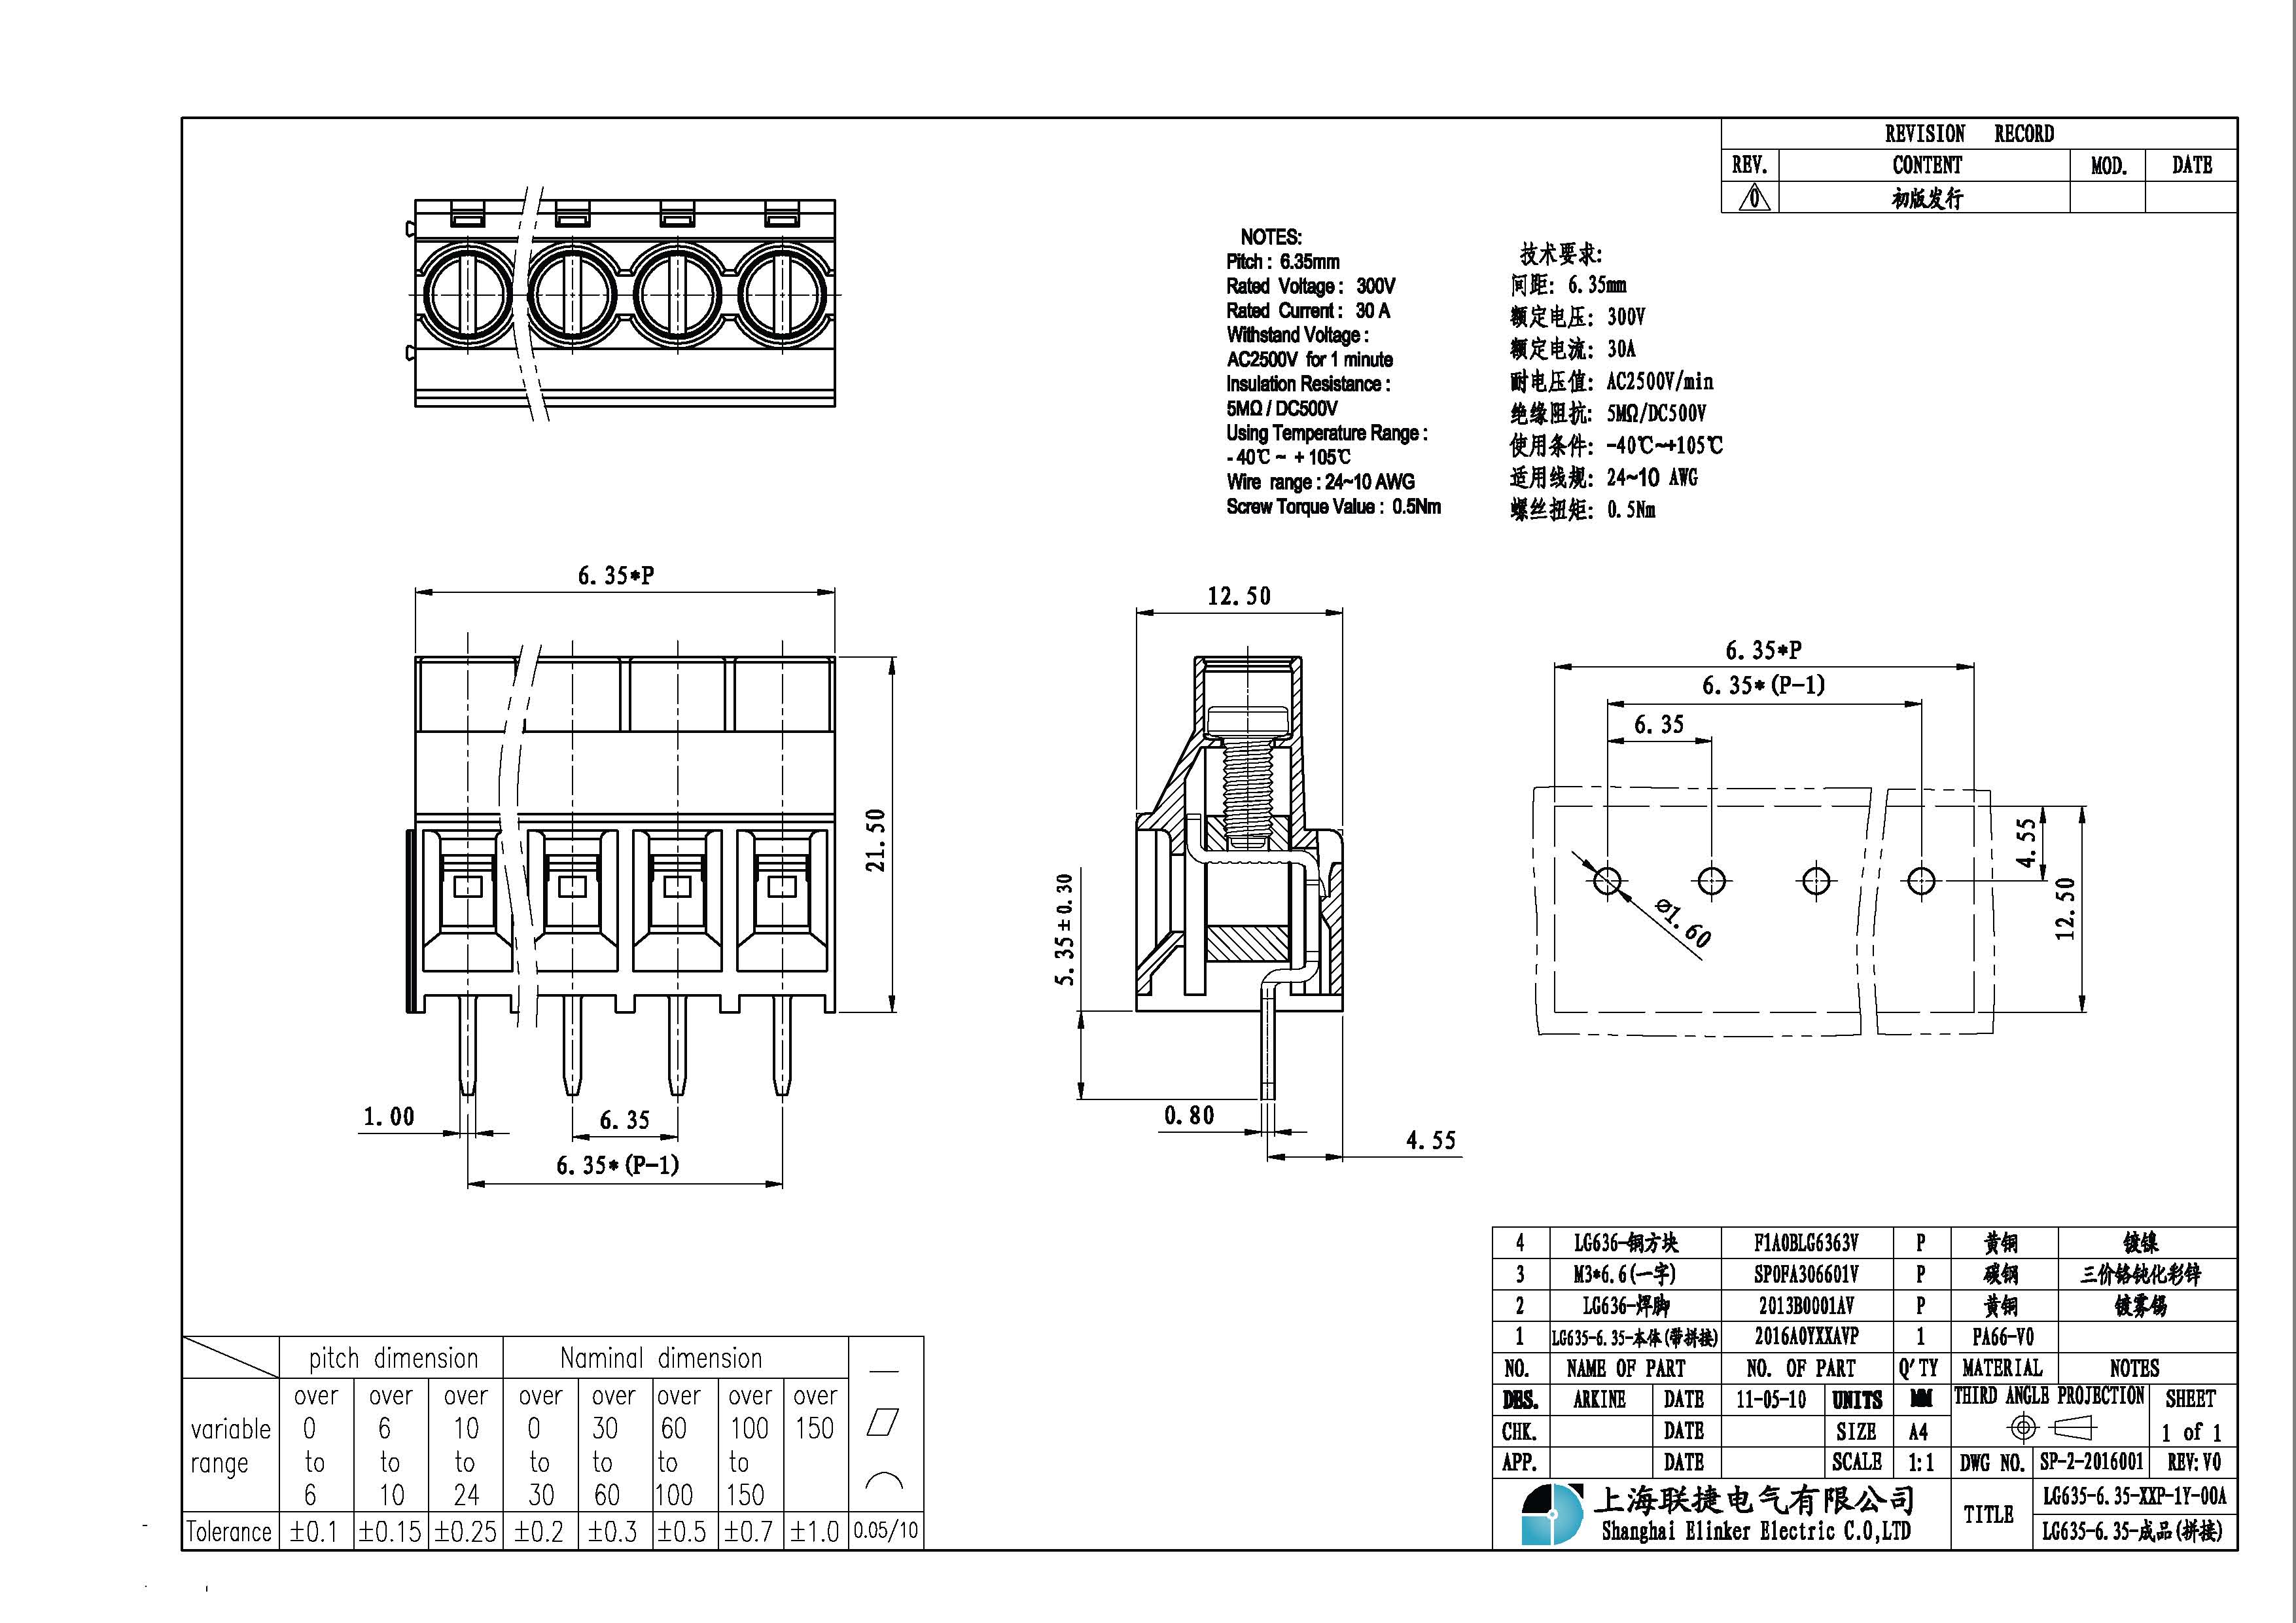 REVISION RECORD
REV. CONTENT MOD. DATE
0 初版发行
NOTES:
Pitch : 6.35mm
Rated Voltage : 300V
Rated Current : 30 A
Withstand Voltage :
AC2500V for 1 minute
Insulation Resistance :
5MΩ / DC500V
Using Temperature Range :
- 40℃ ~ + 105℃
Wire range : 24~10 AWG
Screw Torque Value : 0.5Nm
技术要求:
间距: 6.35mm
额定电压: 300V
额定电流: 30A
耐电压值: AC2500V/min
绝缘阻抗: 5MΩ/DC500V
使用条件: -40℃~+105℃
适用线规: 24~10 AWG
螺丝扭矩: 0.5Nm
6.35*P
21.50
1.00
6.35
6.35*(P-1)
12.50
5.35±0.30
0.80
4.55
6.35*P
6.35*(P-1)
6.35
⌀1.60
4.55
12.50
4 LG636-铜方块 F1A0BLG6363V P 黄铜 镀镍
3 M3*6.6(一字) SP0FA306601V P 碳钢 三价铬钝化彩锌
2 LG636-焊脚 2013B0001AV P 黄铜 镀雾锡
1 LG635-6.35-本体(带拼接) 2016A0YXXAVP 1 PA66-V0
NO. NAME OF PART NO. OF PART Q'TY MATERIAL NOTES
DES. ARKINE DATE 11-05-10 UNITS MM THIRD ANGLE PROJECTION SHEET
CHK. DATE SIZE A4 1 of 1
APP. DATE SCALE 1:1 DWG NO. SP-2-2016001 REV:V0
上海联捷电气有限公司
Shanghai Elinker Electric C.O,LTD
TITLE
LG635-6.35-XXP-1Y-00A
LG635-6.35-成品(拼接)
pitch dimension Naminal dimension
variable range
over 0 to 6
over 6 to 10
over 10 to 24
over 0 to 30
over 30 to 60
over 60 to 100
over 100 to 150
over 150
Tolerance ±0.1 ±0.15 ±0.25 ±0.2 ±0.3 ±0.5 ±0.7 ±1.0 0.05/10